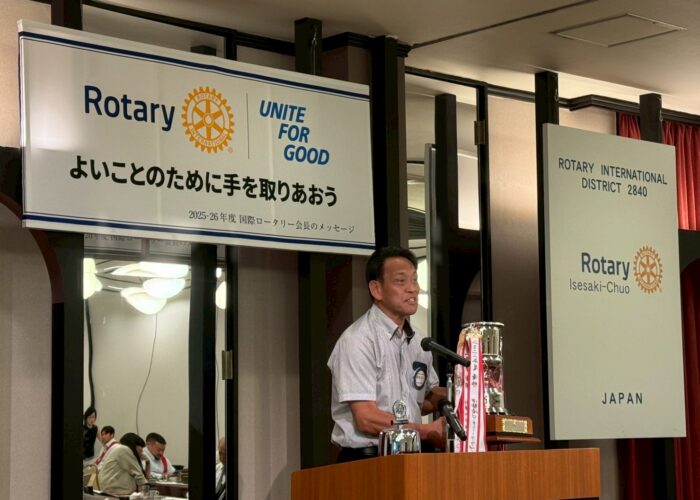 Rotary
UNITE
FOR
GOOD
よいことのために手を取りあおう
2025-26年度 国際ロータリー会長のメッセージ
ROTARY INTERNATIONAL
DISTRICT 2840
Rotary
Isesaki-Chuo
JAPAN